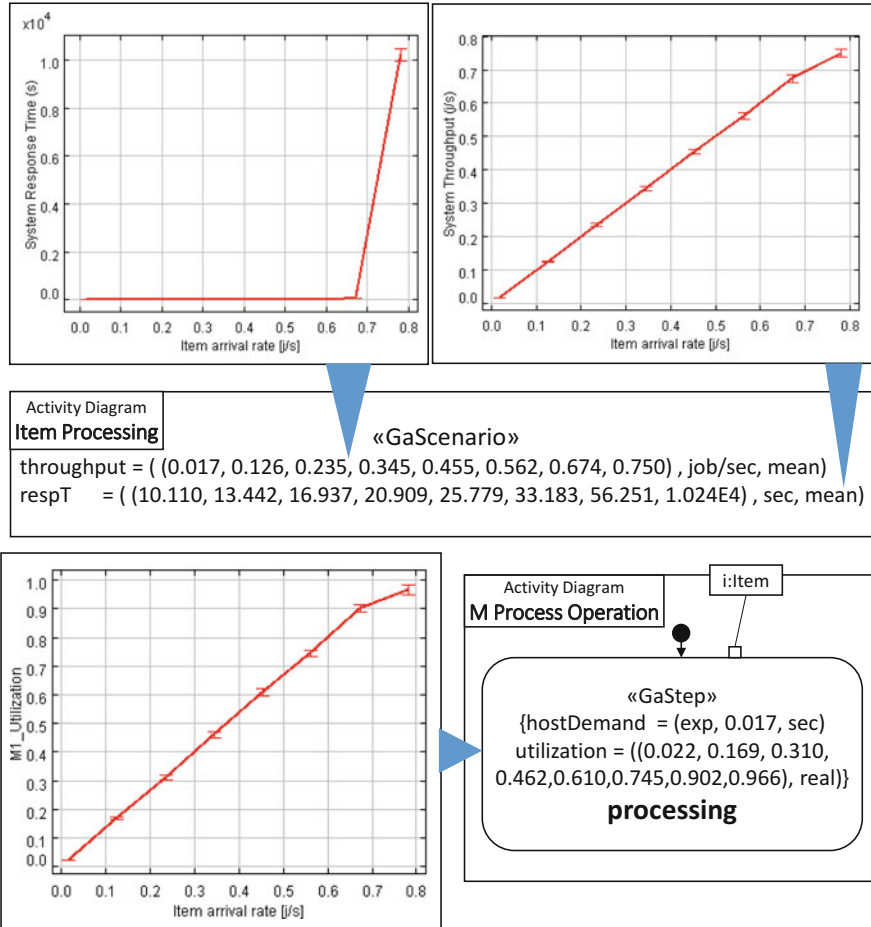 x10⁴
1.0
0.8
0.6
0.4
0.2
0.0
System Response Time (s)
0.0 0.1 0.2 0.3 0.4 0.5 0.6 0.7 0.8
Item arrival rate [j/s]
0.8
0.7
0.6
0.5
0.4
0.3
0.2
0.1
0.0
System Throughput (j/s)
0.0 0.1 0.2 0.3 0.4 0.5 0.6 0.7 0.8
Item arrival rate [j/s]
Activity Diagram
Item Processing
«GaScenario»
throughput = ( (0.017, 0.126, 0.235, 0.345, 0.455, 0.562, 0.674, 0.750) , job/sec, mean)
respT = ( (10.110, 13.442, 16.937, 20.909, 25.779, 33.183, 56.251, 1.024E4) , sec, mean)
1.0
0.9
0.8
0.7
0.6
0.5
0.4
0.3
0.2
0.1
0.0
M1_Utilization
0.0 0.1 0.2 0.3 0.4 0.5 0.6 0.7 0.8
Item arrival rate [j/s]
Activity Diagram
M Process Operation
i:Item
«GaStep»
{hostDemand = (exp, 0.017, sec)
utilization = ((0.022, 0.169, 0.310,
0.462,0.610,0.745,0.902,0.966), real)}
processing